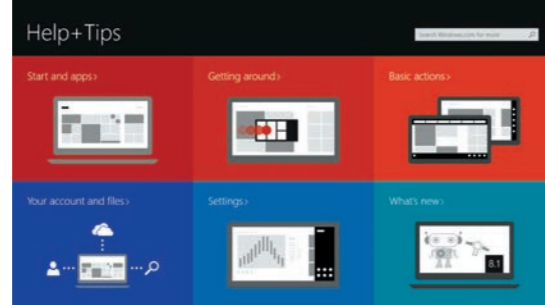 Help+Tips
Search Windows.com for more
Start and apps›
Getting around›
Basic actions›
Your account and files›
Settings›
What's new›
8.1